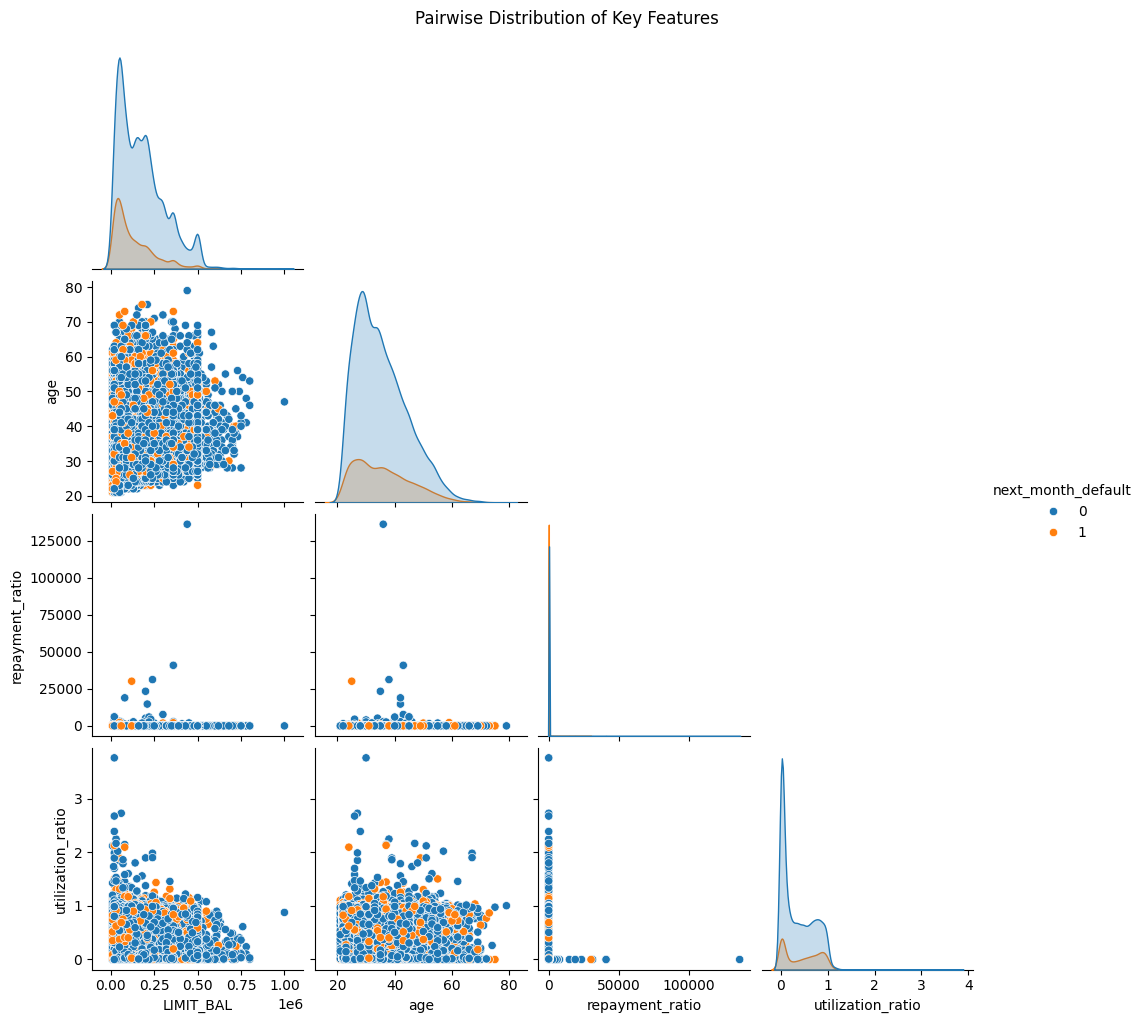 Pairwise Distribution of Key Features
age
80
70
60
50
40
30
20
next_month_default
0
1
repayment_ratio
125000
100000
75000
50000
25000
0
utilization_ratio
3
2
1
0
0.00 0.25 0.50 0.75 1.00
1e6
LIMIT_BAL
20 40 60 80
age
0 50000 100000
repayment_ratio
0 1 2 3 4
utilization_ratio